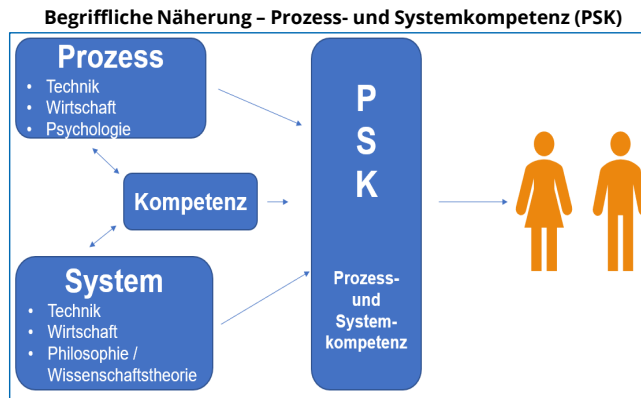 Begriffliche Näherung – Prozess- und Systemkompetenz (PSK)
Prozess
• Technik
• Wirtschaft
• Psychologie
Kompetenz
System
• Technik
• Wirtschaft
• Philosophie /
Wissenschaftstheorie
P
S
K
Prozess-
und
System-
kompetenz